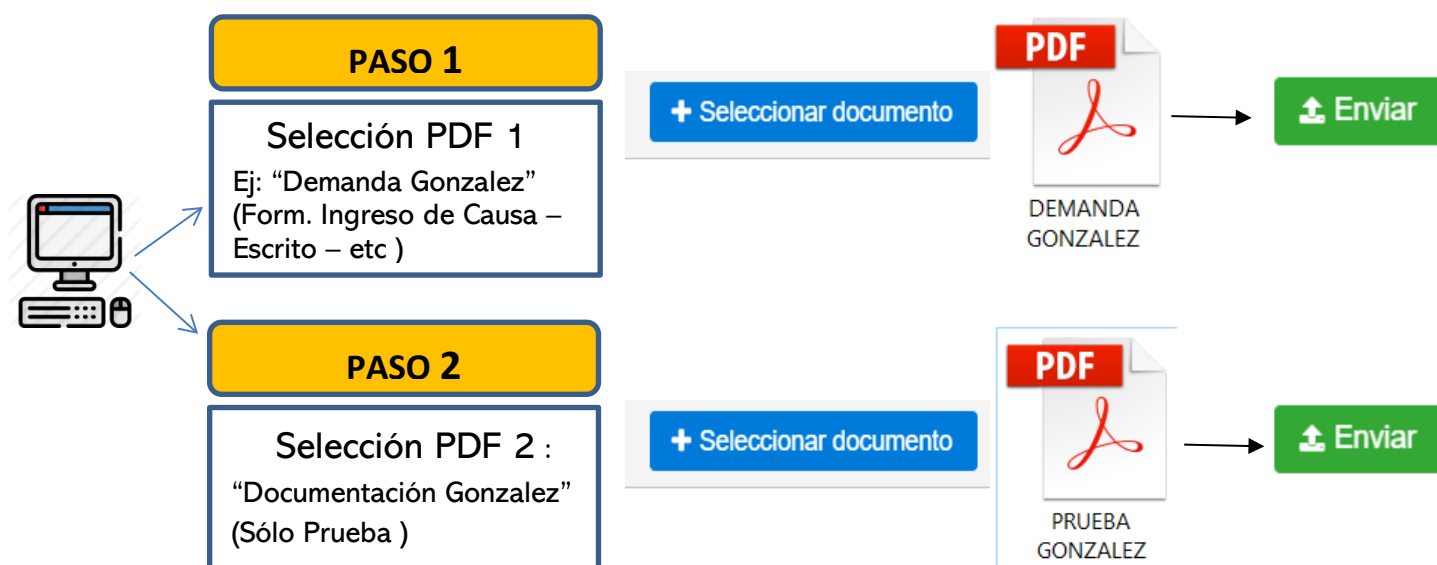 PASO 1
Selección PDF 1
Ej: “Demanda Gonzalez”
(Form. Ingreso de Causa –
Escrito – etc )
+ Seleccionar documento
PDF
DEMANDA
GONZALEZ
Enviar
PASO 2
Selección PDF 2 :
“Documentación Gonzalez”
(Sólo Prueba )
+ Seleccionar documento
PDF
PRUEBA
GONZALEZ
Enviar